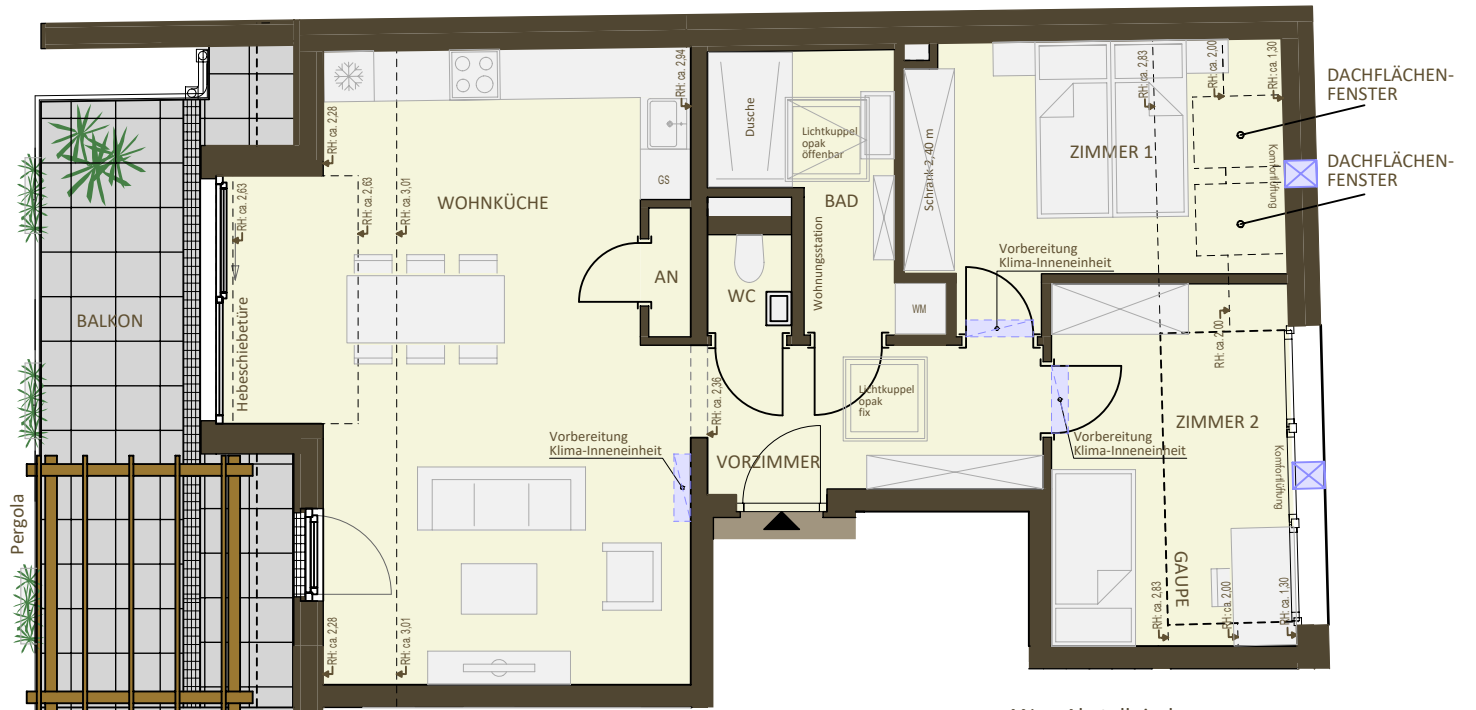 DACHFLÄCHEN-
FENSTER
DACHFLÄCHEN-
FENSTER
RH: ca. 2,28
RH: ca. 2,94
RH: ca. 2,83
RH: ca. 2,00
RH: ca. 1,30
Dusche
Lichtkuppel
opak
öffenbar
Schrank 2,40 m
ZIMMER 1
Komfortlüftung
GS
RH: ca. 2,63
RH: ca. 2,63
RH: ca. 3,01
WOHNKÜCHE
BAD
Wohnungsstation
Vorbereitung
Klima-Inneneinheit
AN
WC
WM
BALKON
Hebeschiebetüre
RH: ca. 2,36
RH: ca. 2,00
Lichtkuppel
opak
fix
ZIMMER 2
Vorbereitung
Klima-Inneneinheit
Vorbereitung
Klima-Inneneinheit
VORZIMMER
Komfortlüftung
Pergola
GAUPE
RH: ca. 2,28
RH: ca. 3,01
RH: ca. 2,83
RH: ca. 2,00
RH: ca. 1,30